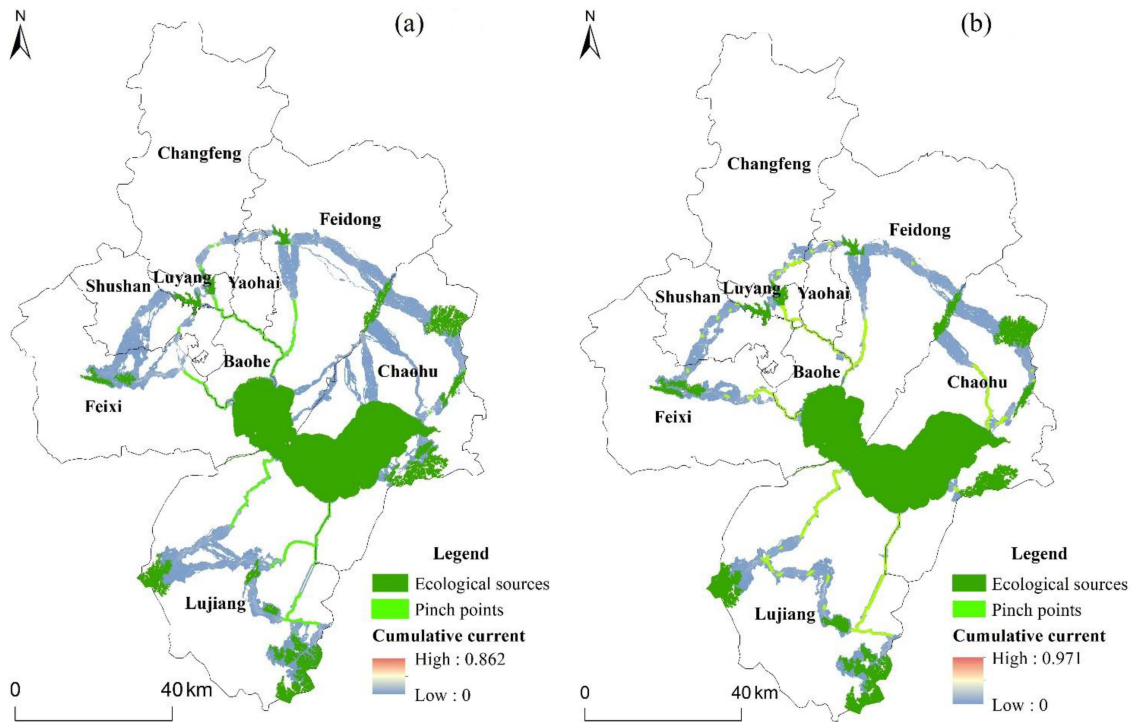 N
(a)
Changfeng
Feidong
Shushan
Luyang
Yaohai
Baohe
Chaohu
Feixi
Lujiang
Legend
Ecological sources
Pinch points
Cumulative current
High : 0.862
Low : 0
0 40 km
N
(b)
Changfeng
Feidong
Shushan
Luyang
Yaohai
Baohe
Chaohu
Feixi
Lujiang
Legend
Ecological sources
Pinch points
Cumulative current
High : 0.971
Low : 0
0 40 km